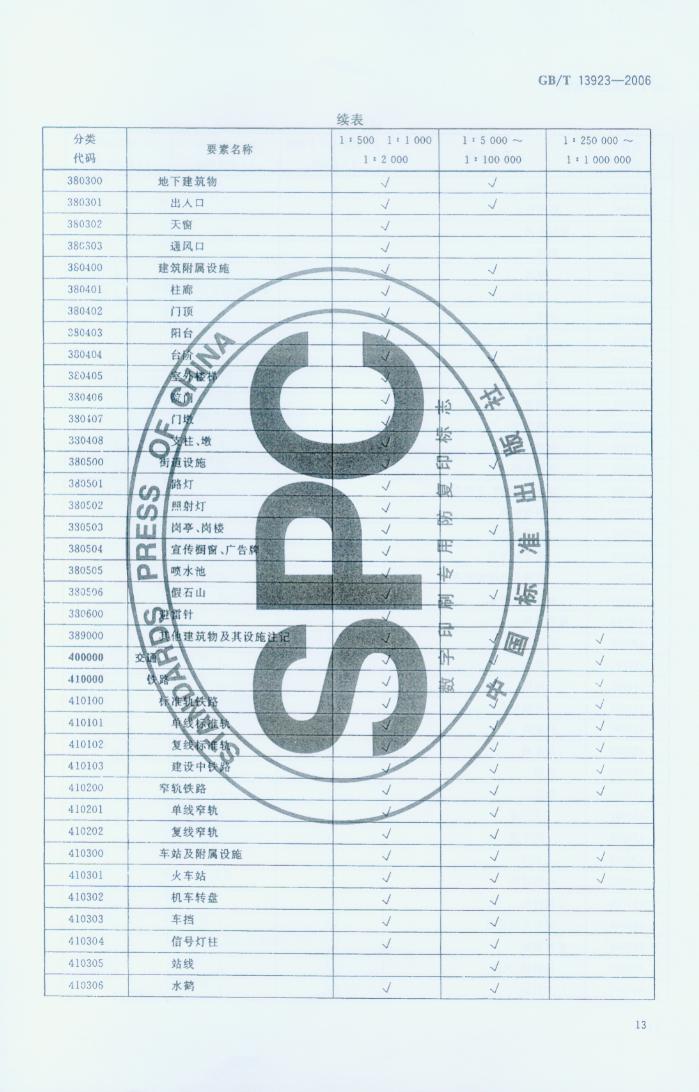 GB/T 13923—2006
续表
分类代码 要素名称 1∶500 1∶1 000 1∶2 000 1∶5 000～1∶100 000 1∶250 000～1∶1 000 000
380300 地下建筑物 √ √
380301 出入口 √ √
380302 天窗 √
380303 通风口 √
380400 建筑附属设施 √ √
380401 柱廊 √ √
380402 门顶 √
380403 阳台 √
380404 台阶 √ √
380405 室外楼梯 √
380406 √
380407 门墩 √
380408 支柱、墩 √
380500 街道设施 √ √
380501 路灯 √
380502 照射灯 √
380503 岗亭、岗楼 √ √
380504 宣传橱窗、广告牌 √
380505 喷水池 √
380506 假石山 √ √
380600 避雷针 √
389000 其他建筑物及其设施注记 √ √ √
400000 交通 √ √ √
410000 铁路 √ √ √
410100 标准轨铁路 √ √ √
410101 单线标准轨 √ √ √
410102 复线标准轨 √ √ √
410103 建设中铁路 √ √ √
410200 窄轨铁路 √ √ √
410201 单线窄轨 √ √
410202 复线窄轨 √ √
410300 车站及附属设施 √ √ √
410301 火车站 √ √ √
410302 机车转盘 √ √
410303 车挡 √ √
410304 信号灯柱 √ √
410305 站线 √
410306 水鹤 √ √
SPC
STANDARDS PRESS OF CHINA
中国标准出版社
数字印刷专用防复印标志
13